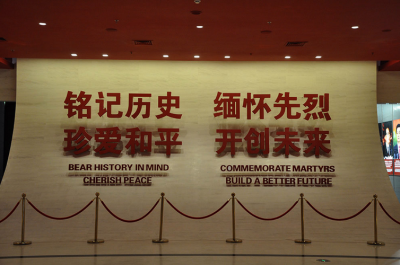 铭记历史 缅怀先烈
珍爱和平 开创未来
BEAR HISTORY IN MIND COMMEMORATE MARTYRS
CHERISH PEACE BUILD A BETTER FUTURE